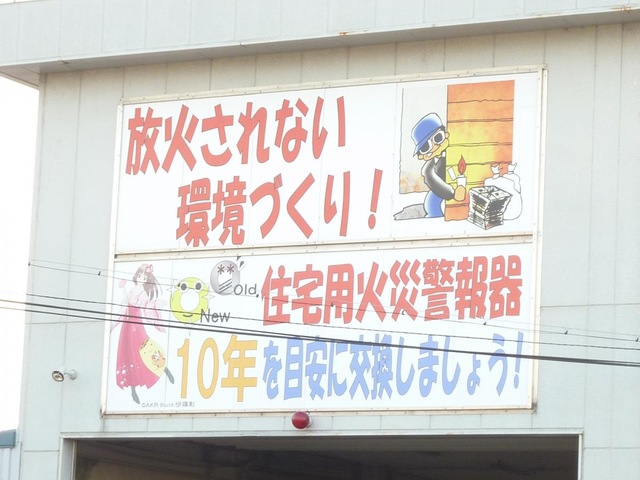 放火されない
環境づくり！
Old,
New
住宅用火災警報器
10年を目安に交換しましょう！